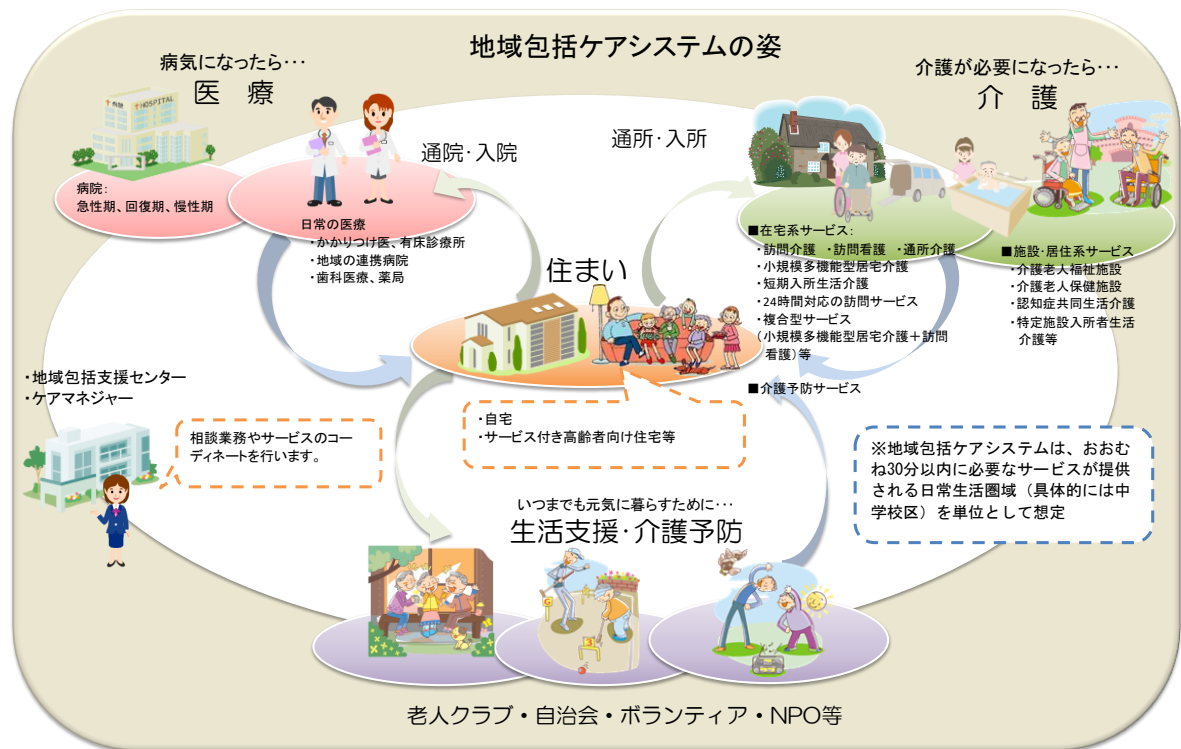 地域包括ケアシステムの姿
病気になったら･･･
医　療
介護が必要になったら･･･
介　護
HOSPITAL
通院･入院
通所･入所
病院：
急性期、回復期、慢性期
日常の医療
・かかりつけ医、有床診療所
・地域の連携病院
・歯科医療、薬局
住まい
■在宅系サービス：
・訪問介護　・訪問看護　・通所介護
・小規模多機能型居宅介護
・短期入所生活介護
・24時間対応の訪問サービス
・複合型サービス
（小規模多機能型居宅介護＋訪問
看護）等
■介護予防サービス
■施設･居住系サービス
・介護老人福祉施設
・介護老人保健施設
・認知症共同生活介護
・特定施設入所者生活
介護等
・地域包括支援センター
・ケアマネジャー
相談業務やサービスのコー
ディネートを行います。
・自宅
・サービス付き高齢者向け住宅等
※地域包括ケアシステムは、おおむ
ね30分以内に必要なサービスが提供
される日常生活圏域（具体的には中
学校区）を単位として想定
いつまでも元気に暮らすために･･･
生活支援･介護予防
老人クラブ・自治会・ボランティア・NPO等